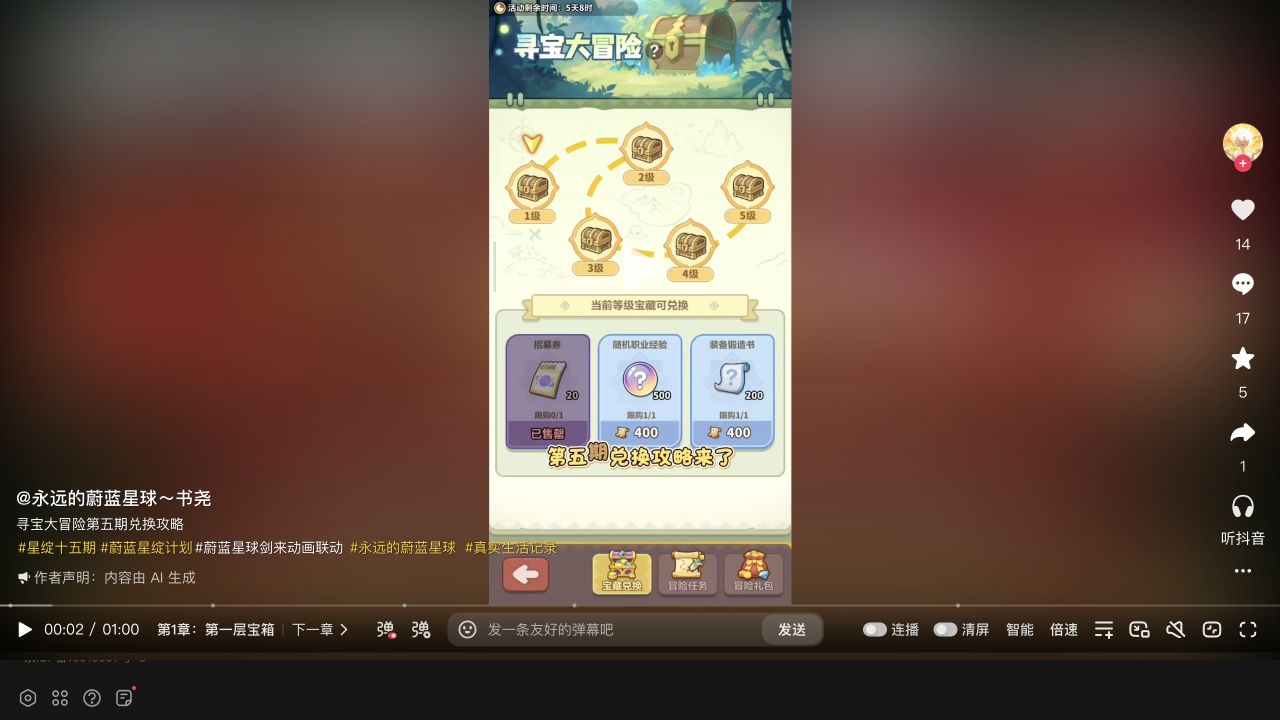 活动剩余时间：5天8时
寻宝大冒险
?
1级
2级
3级
4级
5级
当前等级宝藏可兑换
招募券
20
限购0/1
已售罄
随机职业经验
?
500
限购1/1
400
装备锻造书
?
200
限购1/1
400
第五期兑换攻略来了
宝藏兑换
冒险任务
冒险礼包
14
17
5
1
听抖音
@永远的蔚蓝星球～书尧
寻宝大冒险第五期兑换攻略
#星绽十五期 #蔚蓝星绽计划 #蔚蓝星球剑来动画联动 #永远的蔚蓝星球 #真实生活记录
作者声明：内容由 AI 生成
00:02 / 01:00
第1章：第一层宝箱
下一章
弹
弹
发一条友好的弹幕吧
发送
连播
清屏
智能
倍速